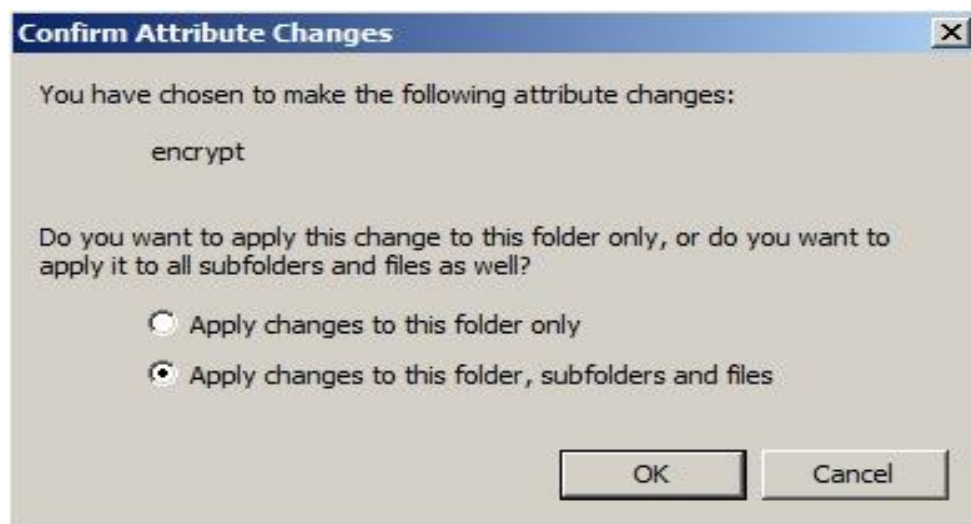 Confirm Attribute Changes
You have chosen to make the following attribute changes:
encrypt
Do you want to apply this change to this folder only, or do you want to
apply it to all subfolders and files as well?
Apply changes to this folder only
Apply changes to this folder, subfolders and files
OK Cancel